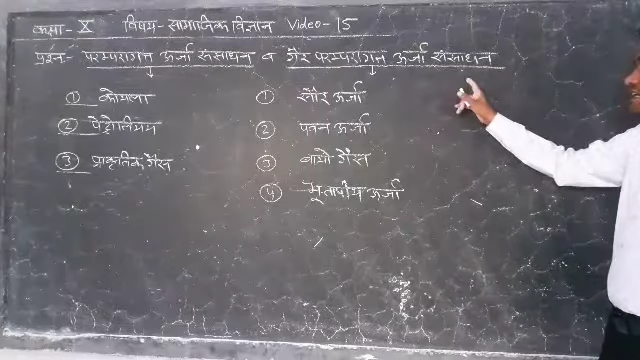 कक्षा- X विषय- सामाजिक विज्ञान Video- 15
प्रश्न- परम्परागत ऊर्जा संसाधन व गैर परम्परागत ऊर्जा संसाधन
① कोयला ① सौर ऊर्जा
② पेट्रोलियम ② पवन ऊर्जा
③ प्राकृतिक गैस ③ बायो गैस
④ भूतापीय ऊर्जा